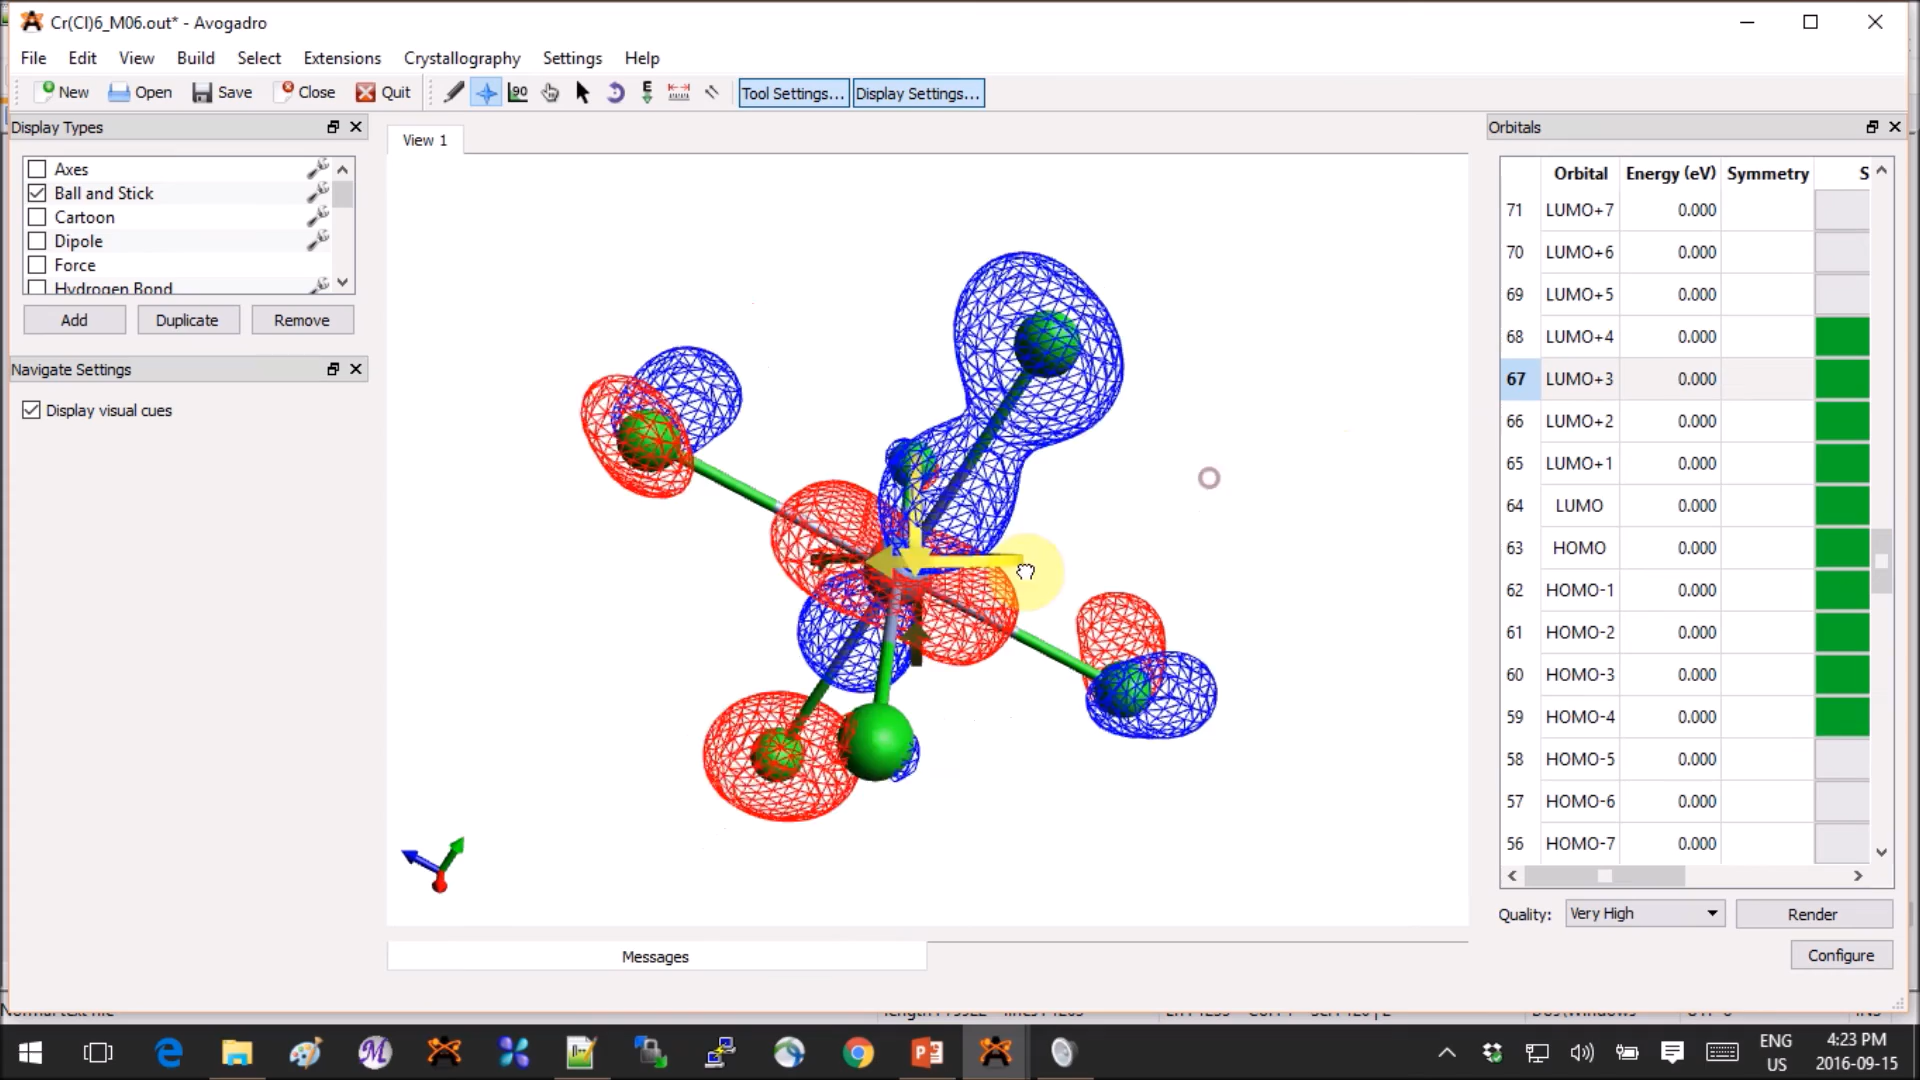 Cr(Cl)6_M06.out* - Avogadro
File Edit View Build Select Extensions Crystallography Settings Help
New Open Save Close Quit 90 E Tool Settings... Display Settings...
Display Types
Axes
Ball and Stick
Cartoon
Dipole
Force
Hydrogen Bond
Add Duplicate Remove
Navigate Settings
Display visual cues
View 1
Messages
Orbitals
Orbital Energy (eV) Symmetry S
71 LUMO+7 0.000
70 LUMO+6 0.000
69 LUMO+5 0.000
68 LUMO+4 0.000
67 LUMO+3 0.000
66 LUMO+2 0.000
65 LUMO+1 0.000
64 LUMO 0.000
63 HOMO 0.000
62 HOMO-1 0.000
61 HOMO-2 0.000
60 HOMO-3 0.000
59 HOMO-4 0.000
58 HOMO-5 0.000
57 HOMO-6 0.000
56 HOMO-7 0.000
Quality: Very High Render
Configure
ENG
US
4:23 PM
2016-09-15